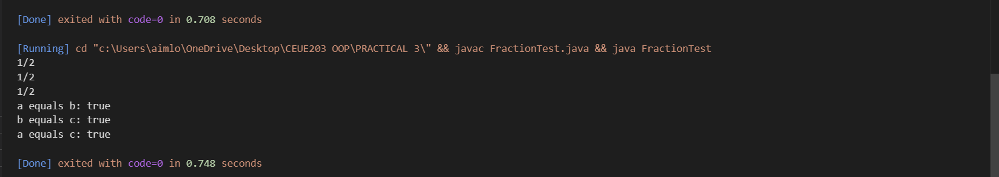 [Done] exited with code=0 in 0.708 seconds
[Running] cd "c:\Users\aimlo\OneDrive\Desktop\CEUE203 OOP\PRACTICAL 3\" && javac FractionTest.java && java FractionTest
1/2
1/2
1/2
a equals b: true
b equals c: true
a equals c: true
[Done] exited with code=0 in 0.748 seconds